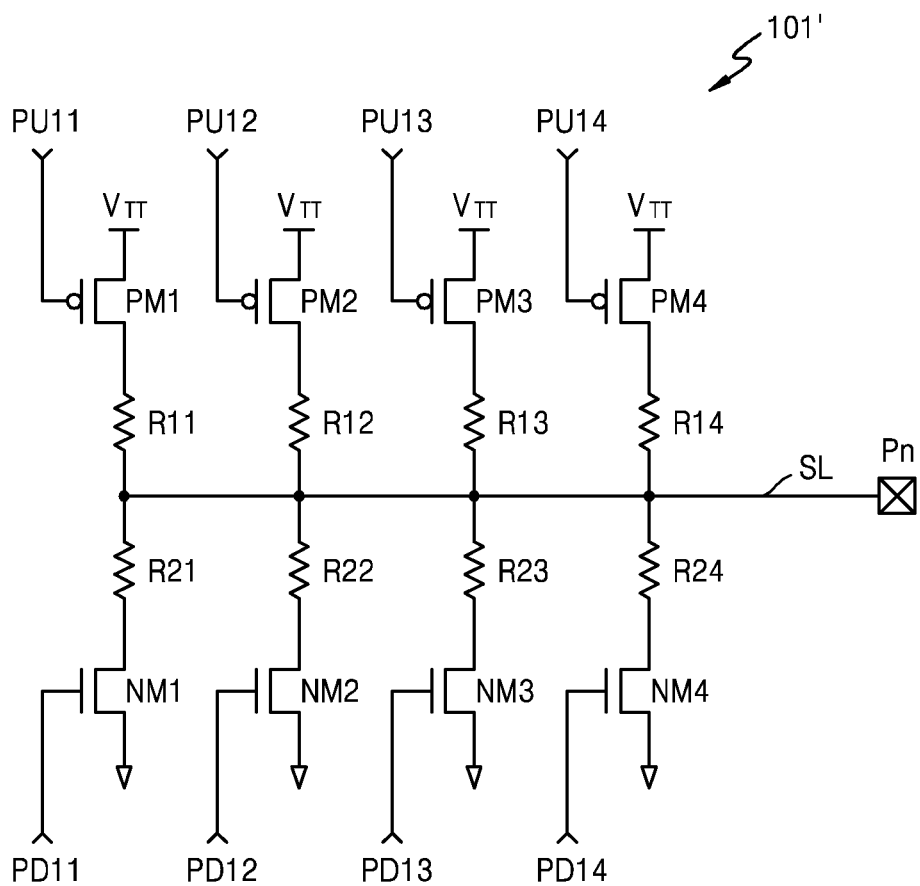 101'
PU11 PU12 PU13 PU14
VTT VTT VTT VTT
PM1 PM2 PM3 PM4
R11 R12 R13 R14
SL Pn
R21 R22 R23 R24
NM1 NM2 NM3 NM4
PD11 PD12 PD13 PD14